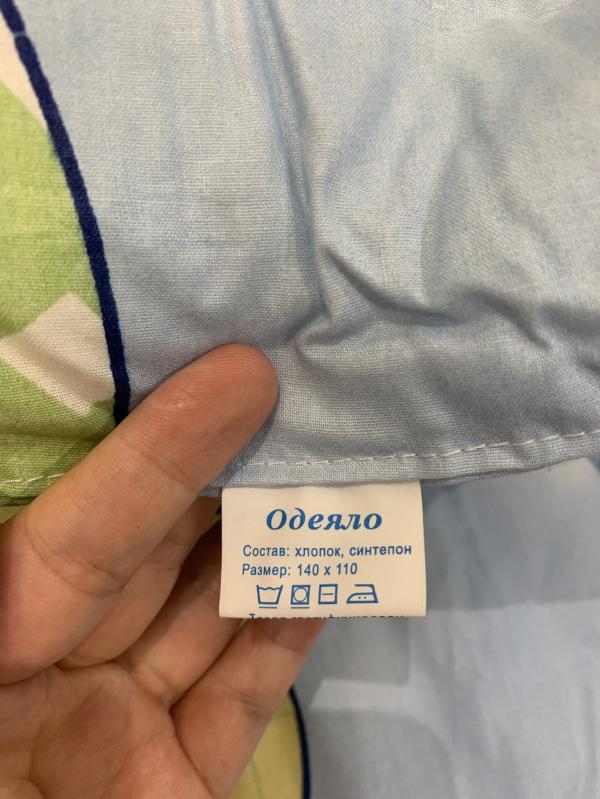 Одеяло
Состав: хлопок, синтепон
Размер: 140 х 110